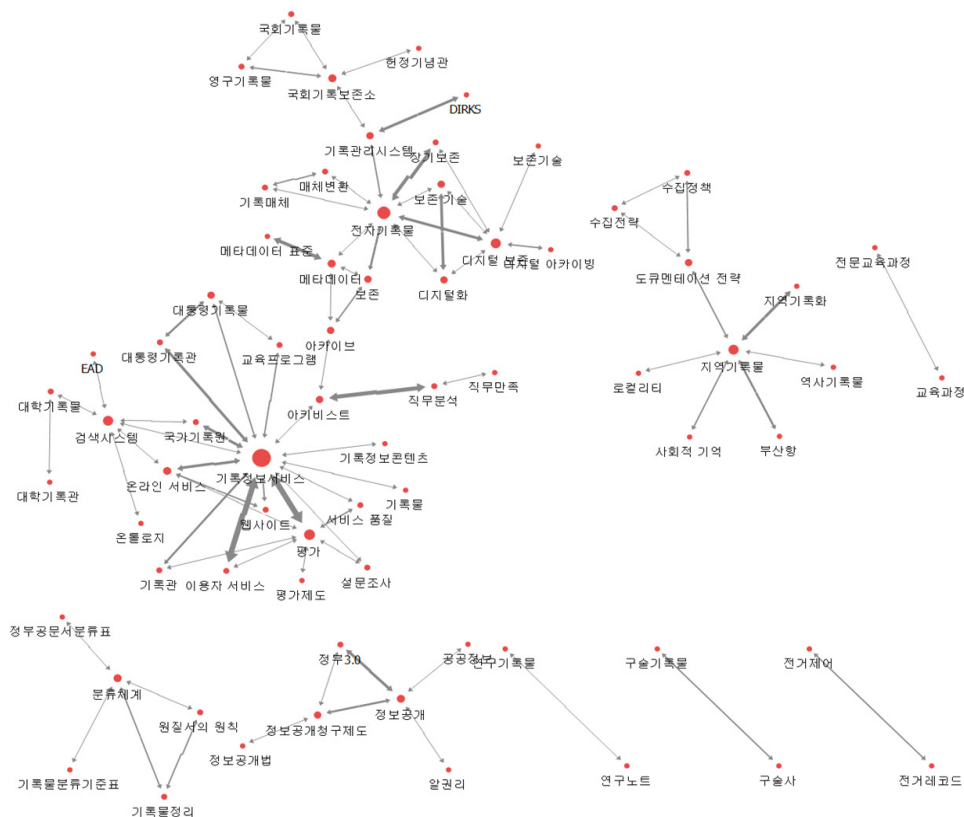 국회기록물
헌정기념관
영구기록물
국회기록보존소
DIRKS
기록관리시스템
장기보존
보존기술
매체변환
기록매체
보존 기술
수집정책
전자기록물
수집전략
메타데이터 표준
디지털 보존
디지털 아카이빙
전문교육과정
메타데이터
보존
디지털화
도큐멘테이션 전략
지역기록화
대통령기록물
아카이브
대통령기록관
교육프로그램
지역기록물
EAD
로컬리티
역사기록물
교육과정
직무만족
직무분석
대학기록물
아키비스트
검색시스템
국가기록원
사회적 기억
부산항
기록정보콘텐츠
기록정보서비스
온라인 서비스
대학기록관
기록물
웹사이트
서비스 품질
온톨로지
평가
기록관
이용자 서비스
평가제도
설문조사
정부공문서분류표
정부3.0
공공정보
연구기록물
구술기록물
전거제어
분류체계
원질서의 원칙
정보공개청구제도
정보공개
정보공개법
기록물분류기준표
알권리
연구노트
구술사
전거레코드
기록물정리